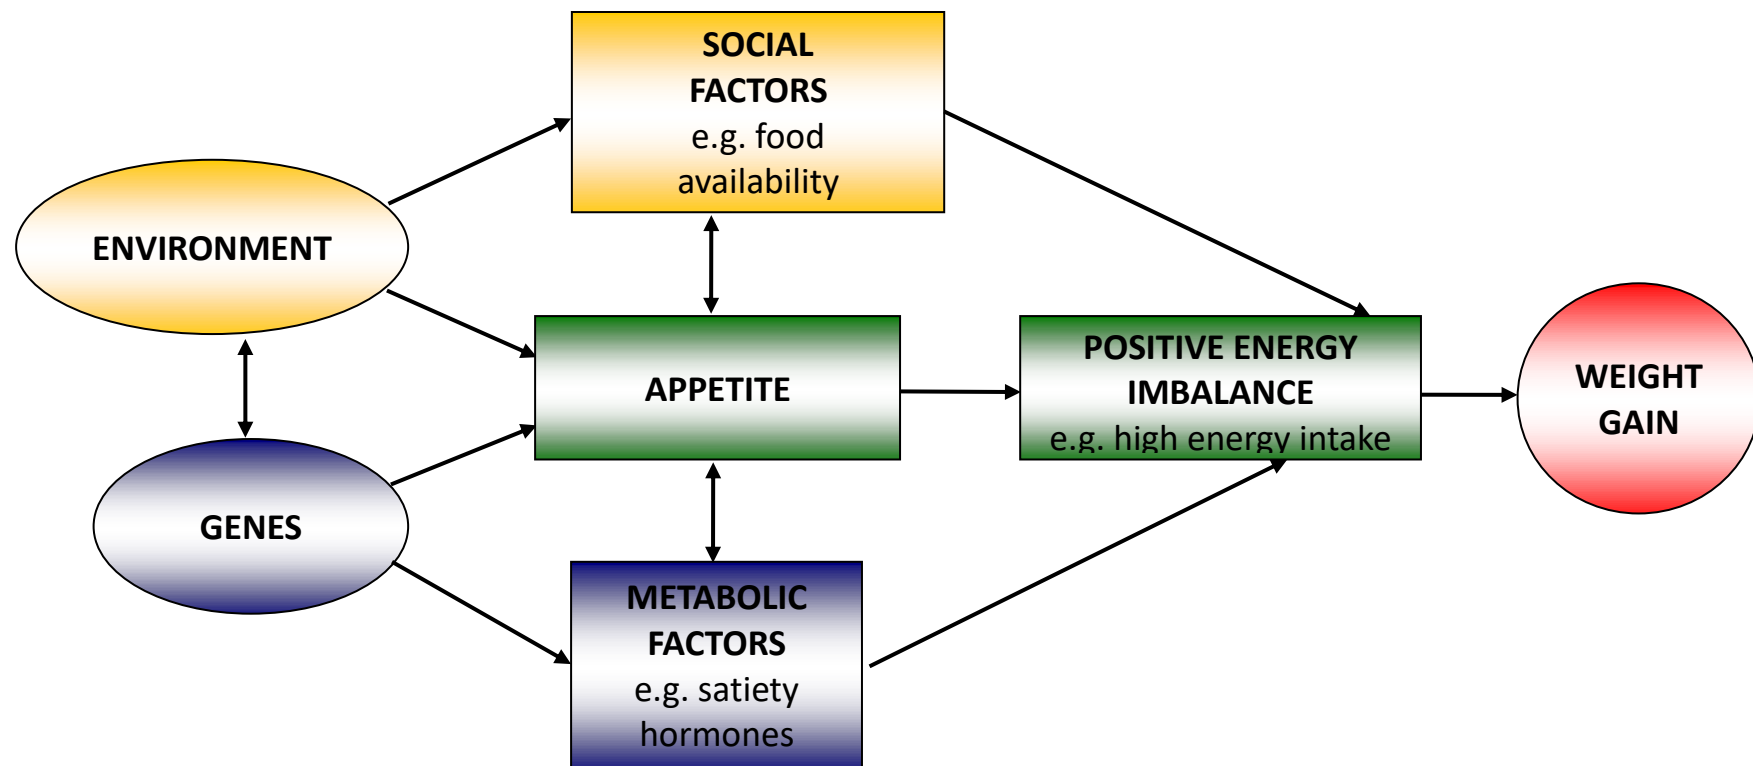 SOCIAL
FACTORS
e.g. food
availability
ENVIRONMENT
APPETITE
POSITIVE ENERGY
IMBALANCE
e.g. high energy intake
WEIGHT
GAIN
GENES
METABOLIC
FACTORS
e.g. satiety
hormones